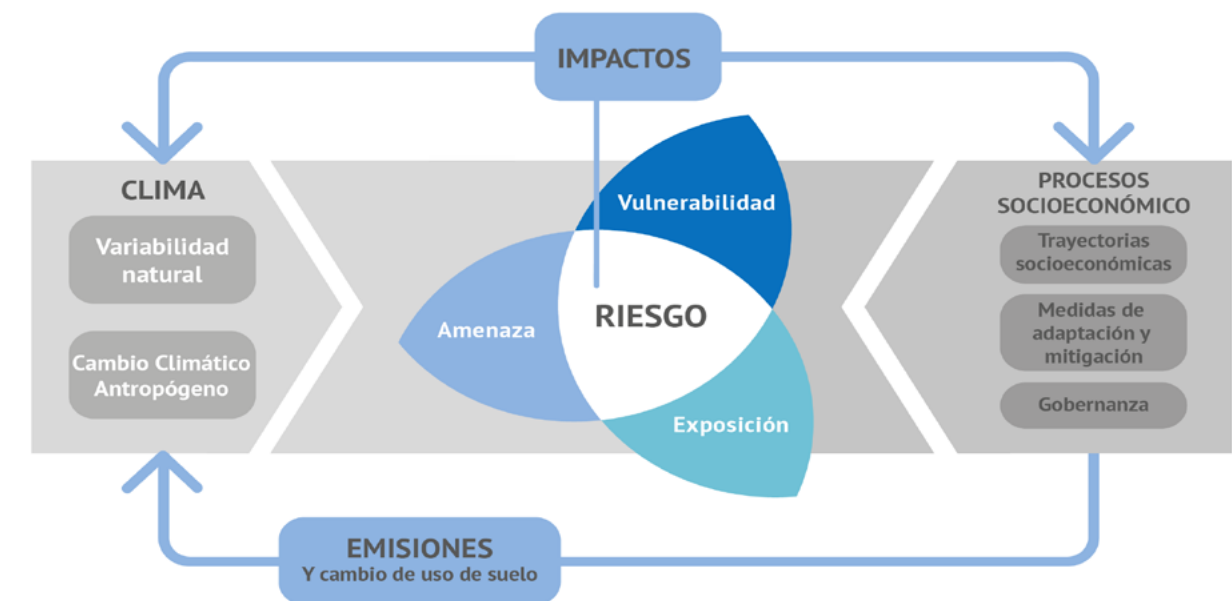 IMPACTOS
CLIMA
Variabilidad
natural
Cambio Climático
Antropógeno
Vulnerabilidad
Amenaza
RIESGO
Exposición
PROCESOS
SOCIOECONÓMICO
Trayectorias
socioeconómicas
Medidas de
adaptación y
mitigación
Gobernanza
EMISIONES
Y cambio de uso de suelo